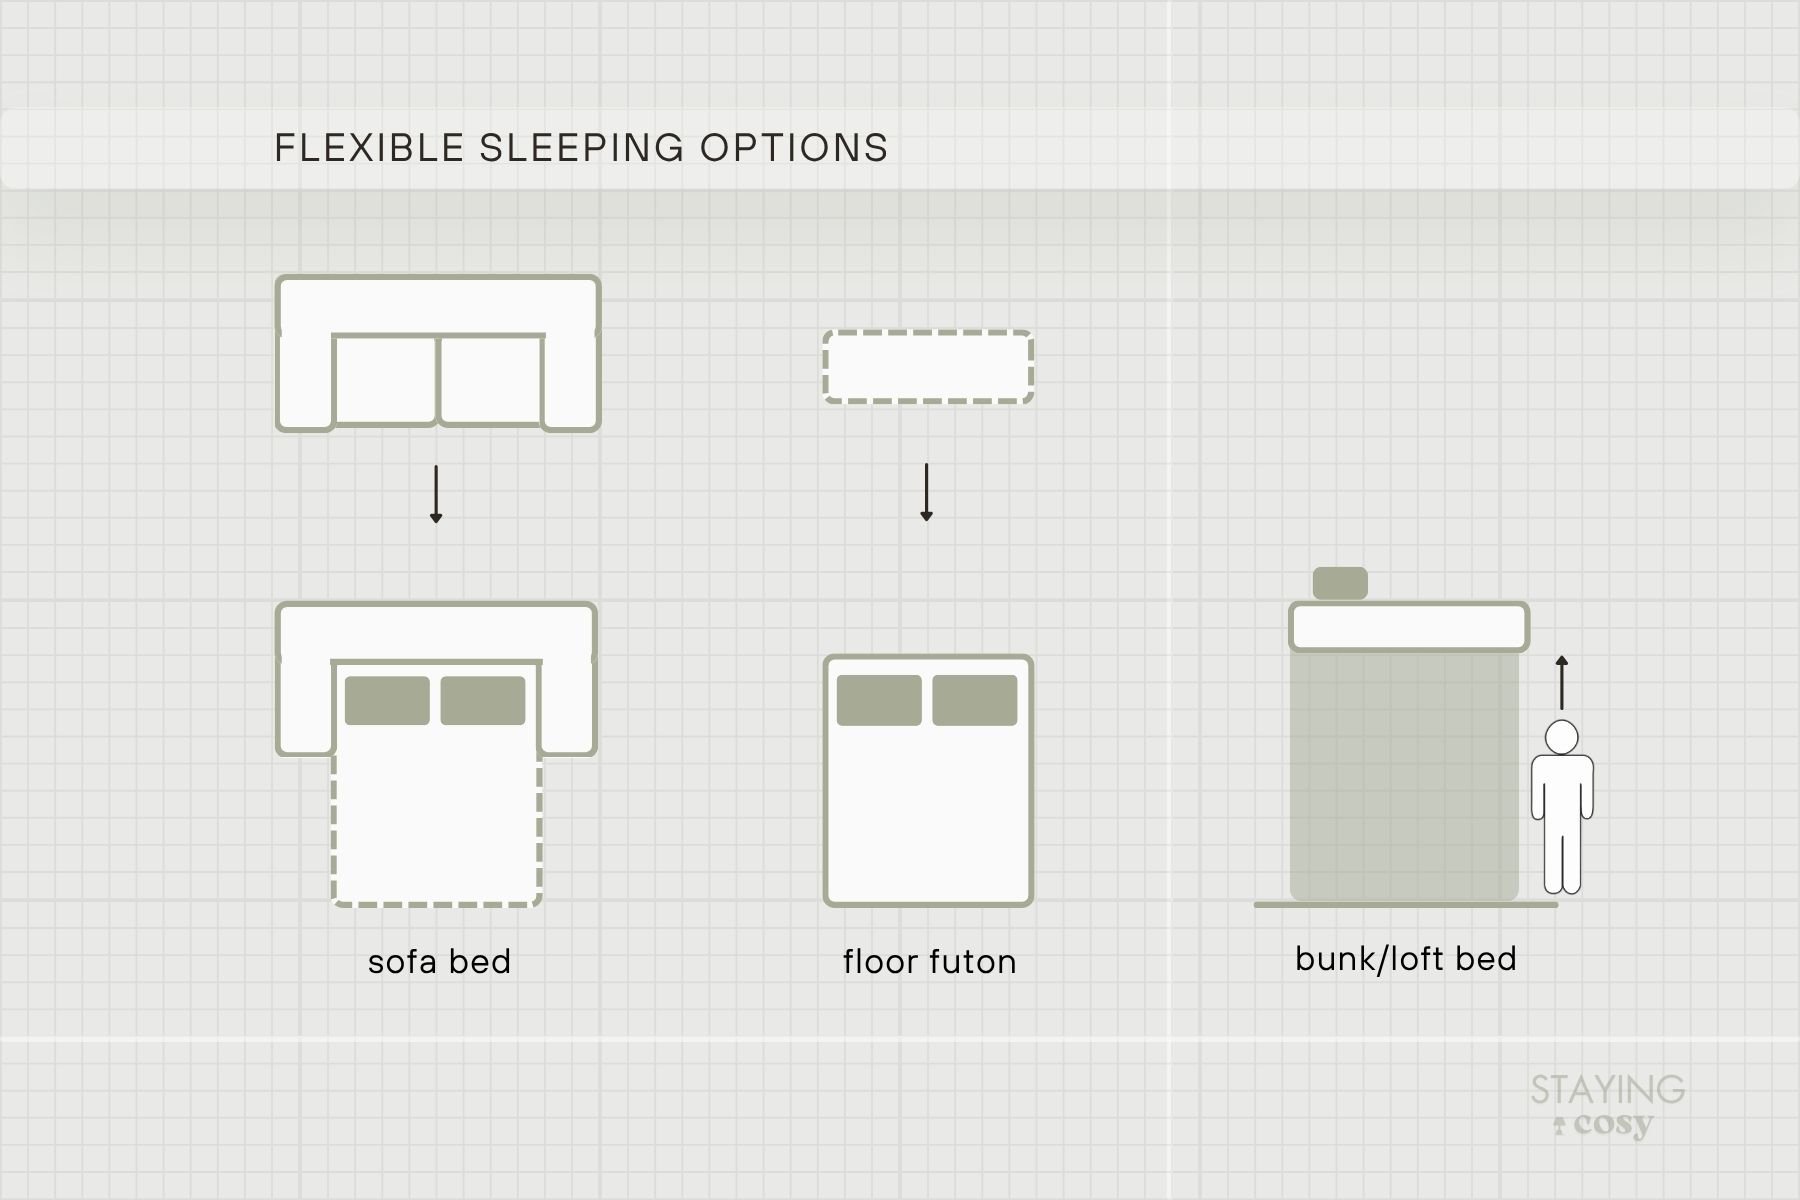 FLEXIBLE SLEEPING OPTIONS
sofa bed
floor futon
bunk/loft bed
STAYING
cosy